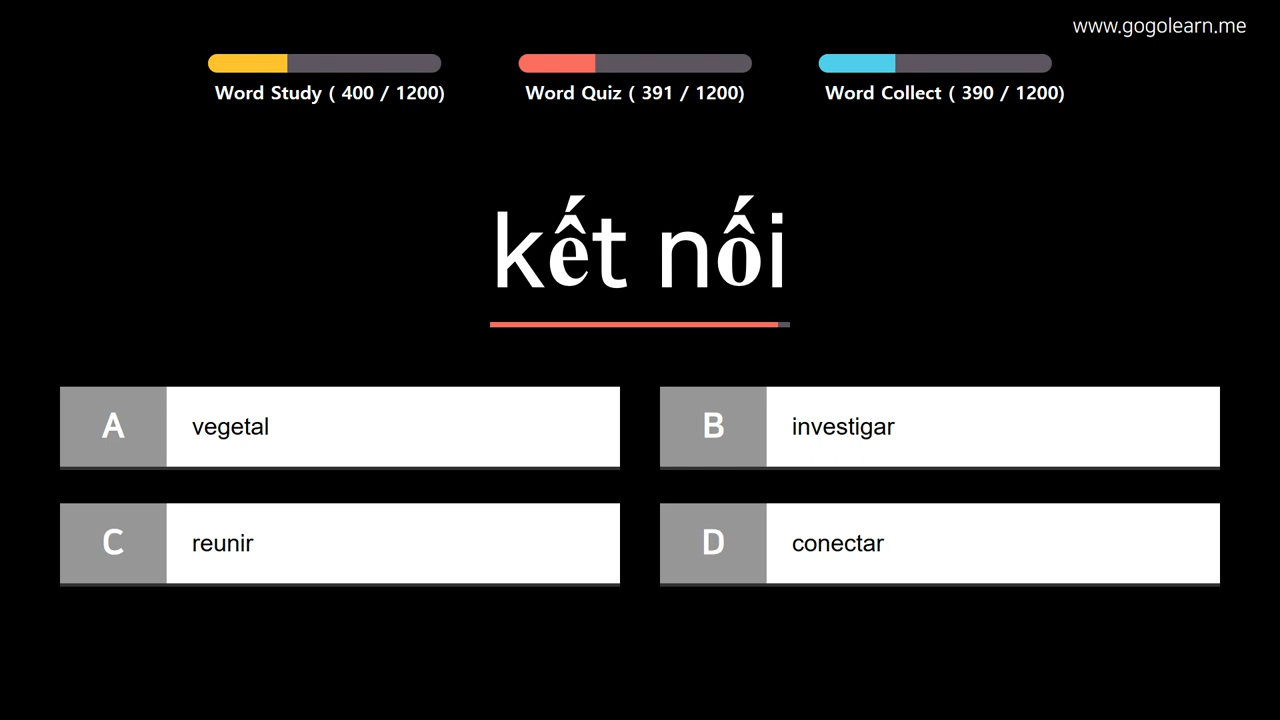 www.gogolearn.me
Word Study ( 400 / 1200)
Word Quiz ( 391 / 1200)
Word Collect ( 390 / 1200)
kết nối
A vegetal
B investigar
C reunir
D conectar